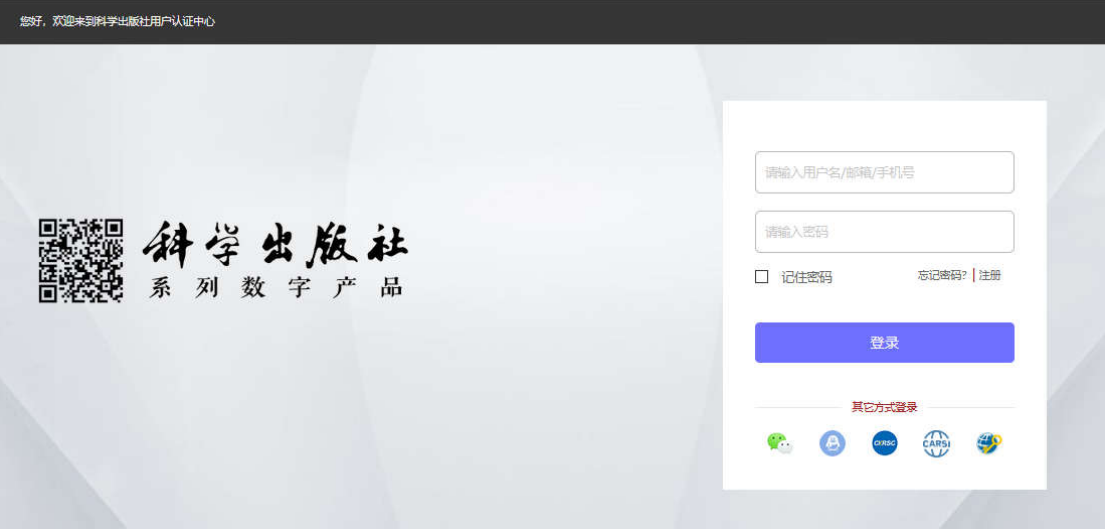 您好，欢迎来到科学出版社用户认证中心
科学出版社
系列数字产品
请输入用户名/邮箱/手机号
请输入密码
记住密码
忘记密码? | 注册
登录
其它方式登录
CARSI